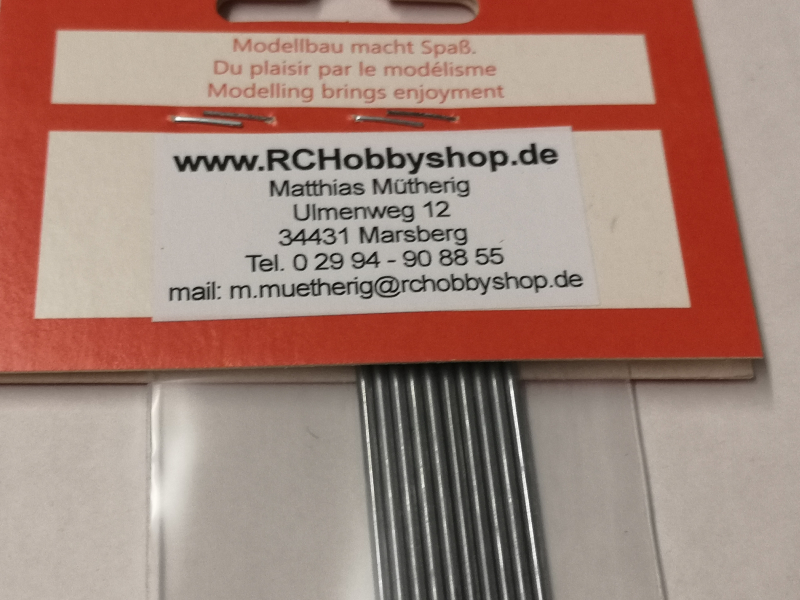 Modellbau macht Spaß.
Du plaisir par le modélisme
Modelling brings enjoyment
www.RCHobbyshop.de
Matthias Mütherig
Ulmenweg 12
34431 Marsberg
Tel. 0 29 94 - 90 88 55
mail: m.muetherig@rchobbyshop.de